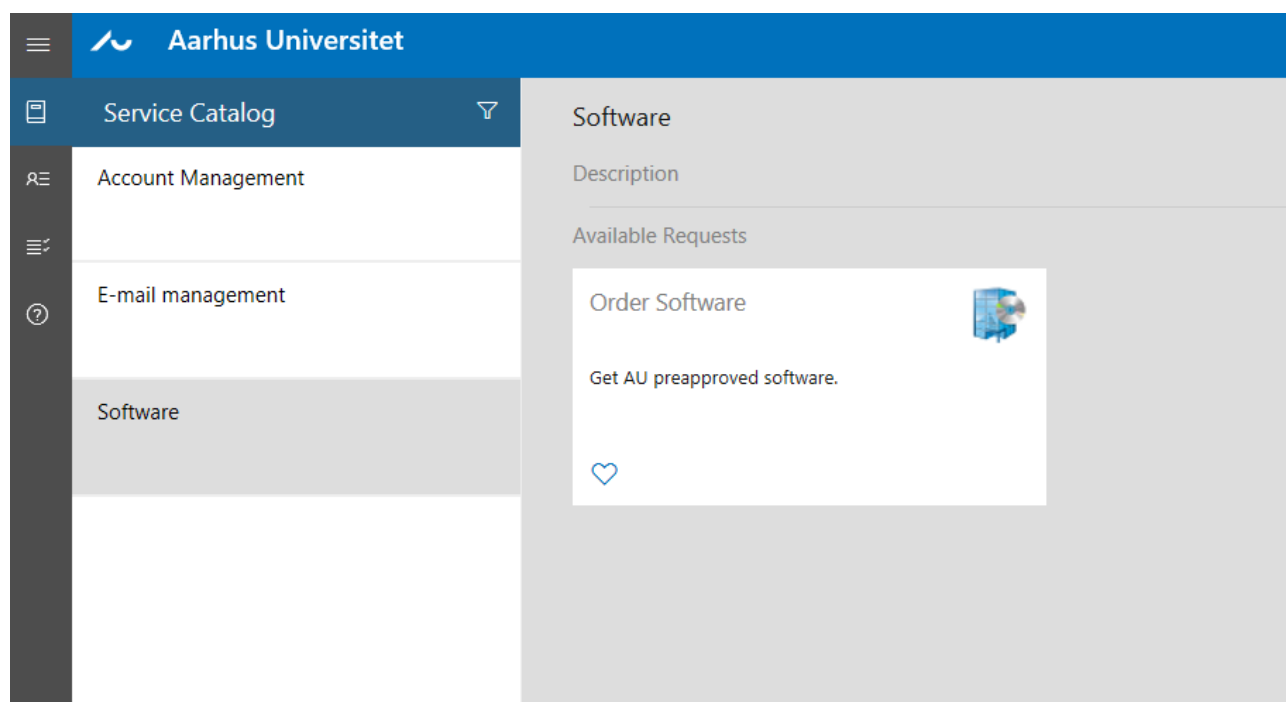 Aarhus Universitet
Service Catalog
Account Management
E-mail management
Software
Software
Description
Available Requests
Order Software
Get AU preapproved software.